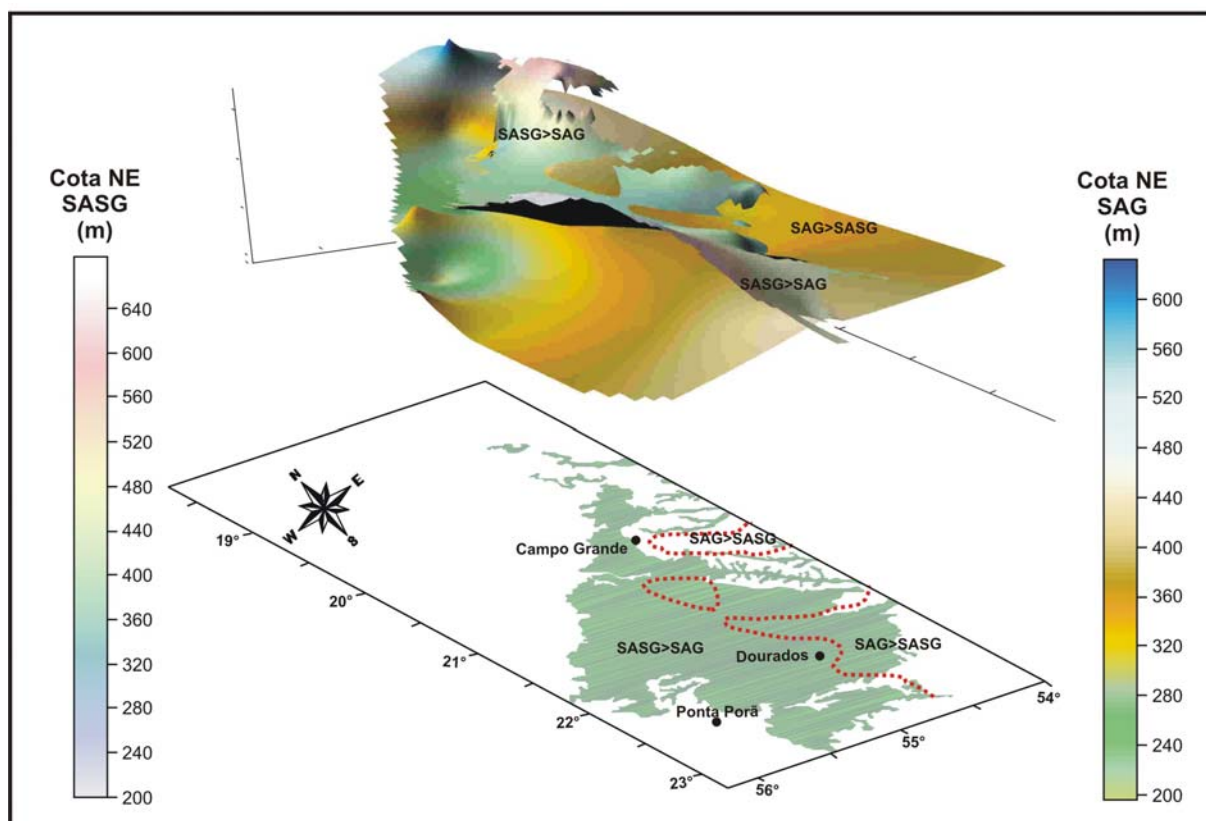 Cota NE
SASG
(m)
640
600
560
520
480
440
400
360
320
280
240
200
SASG>SAG
SAG>SASG
SASG>SAG
Cota NE
SAG
(m)
600
560
520
480
440
400
360
320
280
240
200
N
E
W
S
19°
20°
21°
22°
23°
56°
55°
54°
Campo Grande
SAG>SASG
SASG>SAG
Dourados
SAG>SASG
Ponta Porã